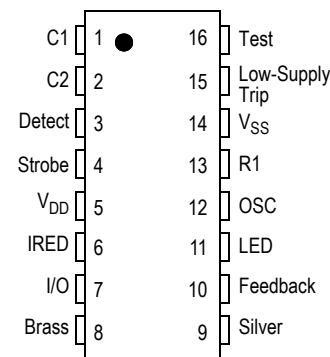 C1 1 16 Test
C2 2 15 Low-Supply
Trip
Detect 3 14 VSS
Strobe 4 13 R1
VDD 5 12 OSC
IRED 6 11 LED
I/O 7 10 Feedback
Brass 8 9 Silver